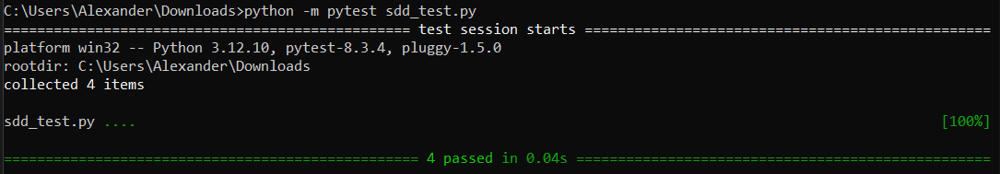 C:\Users\Alexander\Downloads>python -m pytest sdd_test.py
================================================= test session starts =================================================
platform win32 -- Python 3.12.10, pytest-8.3.4, pluggy-1.5.0
rootdir: C:\Users\Alexander\Downloads
collected 4 items
sdd_test.py .... [100%]
================================================== 4 passed in 0.04s ==================================================